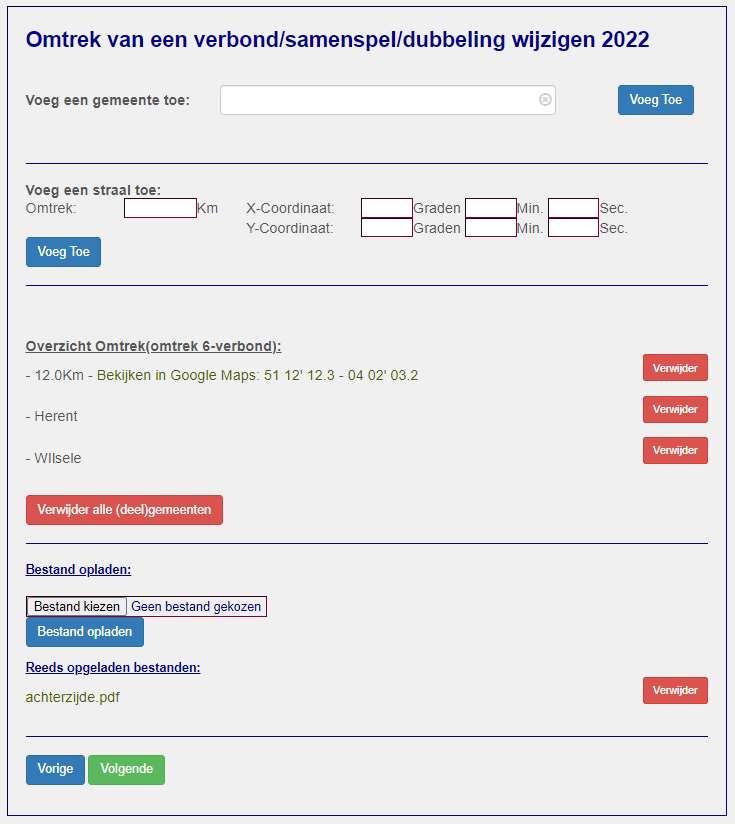 Omtrek van een verbond/samenspel/dubbeling wijzigen 2022
Voeg een gemeente toe: Voeg Toe
Voeg een straal toe:
Omtrek: Km X-Coordinaat: Graden Min. Sec.
Y-Coordinaat: Graden Min. Sec.
Voeg Toe
Overzicht Omtrek(omtrek 6-verbond):
- 12.0Km - Bekijken in Google Maps: 51 12' 12.3 - 04 02' 03.2 Verwijder
- Herent Verwijder
- WIlsele Verwijder
Verwijder alle (deel)gemeenten
Bestand opladen:
Bestand kiezen Geen bestand gekozen
Bestand opladen
Reeds opgeladen bestanden:
achterzijde.pdf Verwijder
Vorige Volgende